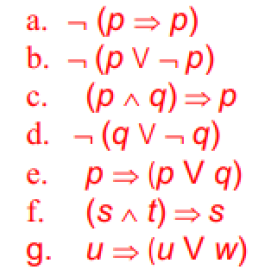 a. ¬ (p ⇒ p)
b. ¬ (p ∨ ¬ p)
c. (p ∧ q) ⇒ p
d. ¬ (q ∨ ¬ q)
e. p ⇒ (p ∨ q)
f. (s ∧ t) ⇒ s
g. u ⇒ (u ∨ w)